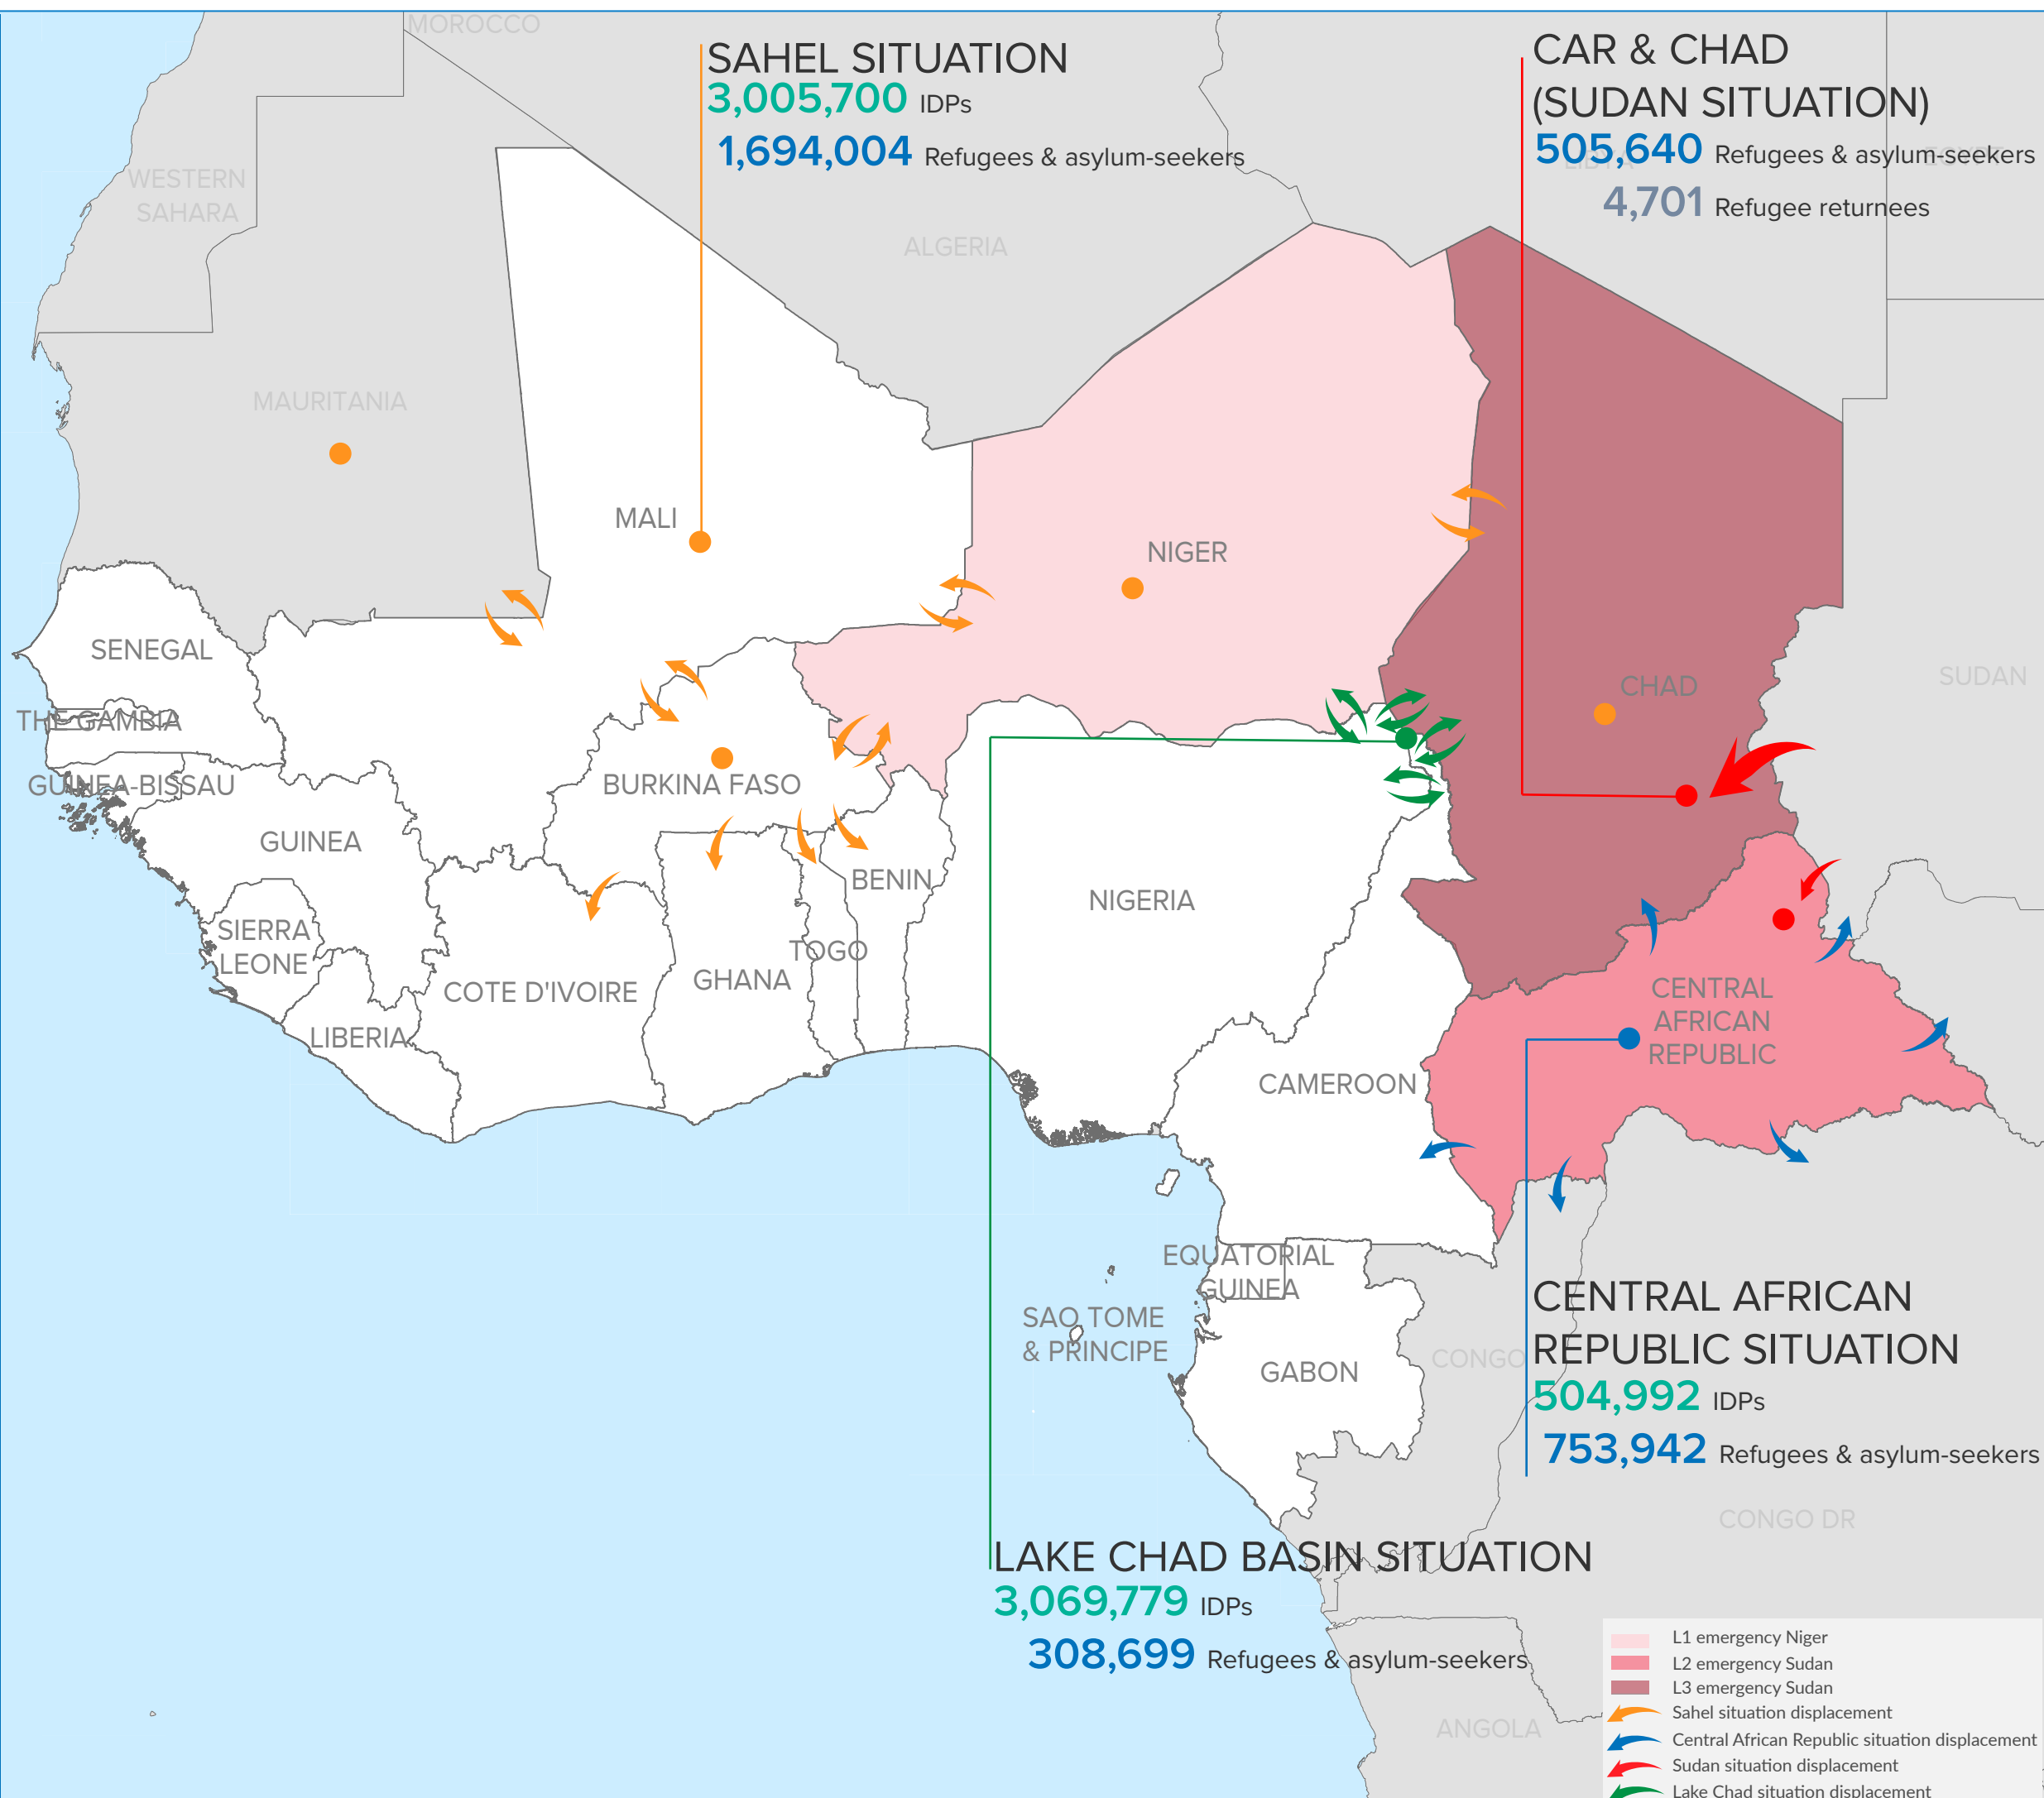 MOROCCO
SAHEL SITUATION
3,005,700 IDPs
1,694,004 Refugees & asylum-seekers
CAR & CHAD
(SUDAN SITUATION)
505,640 Refugees & asylum-seekers
4,701 Refugee returnees
LIBYA
EGYPT
WESTERN
SAHARA
ALGERIA
MAURITANIA
MALI
NIGER
SENEGAL
CHAD
SUDAN
THE GAMBIA
GUINEA-BISSAU
BURKINA FASO
GUINEA
BENIN
NIGERIA
SIERRA
LEONE
TOGO
GHANA
COTE D'IVOIRE
LIBERIA
CENTRAL
AFRICAN
REPUBLIC
CAMEROON
EQUATORIAL
GUINEA
SAO TOME
& PRINCIPE
GABON
CONGO
CENTRAL AFRICAN
REPUBLIC SITUATION
504,992 IDPs
753,942 Refugees & asylum-seekers
CONGO DR
LAKE CHAD BASIN SITUATION
3,069,779 IDPs
308,699 Refugees & asylum-seekers
ANGOLA
L1 emergency Niger
L2 emergency Sudan
L3 emergency Sudan
Sahel situation displacement
Central African Republic situation displacement
Sudan situation displacement
Lake Chad situation displacement